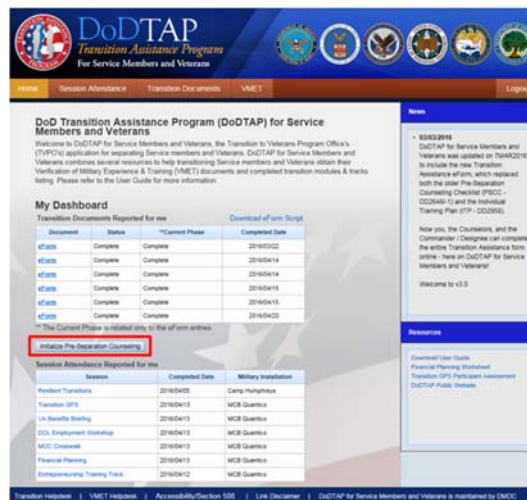 DoDTAP
Transition Assistance Program
For Service Members and Veterans
Home Session Attendance Transition Documents VMET Logout
DoD Transition Assistance Program (DoDTAP) for Service
Members and Veterans
Welcome to DoDTAP for Service Members and Veterans, the Transition to Veterans Program Office's
(TVPO's) application for separating Service members and Veterans. DoDTAP for Service Members and
Veterans combines several resources to help transitioning Service members and Veterans obtain their
Verification of Military Experience & Training (VMET) documents and completed transition modules & tracks
listing. Please refer to the User Guide for more information.
My Dashboard
Transition Documents Reported for me Download eForm Script
Document Status **Current Phase Completed Date
eForm Complete Complete 2016/03/22
eForm Complete Complete 2016/04/14
eForm Complete Complete 2016/04/14
eForm Complete Complete 2016/04/15
eForm Complete Complete 2016/04/15
eForm Complete Complete 2016/04/20
** The Current Phase is related only to the eForm entries.
Initialize Pre-Separation Counseling
Session Attendance Reported for me
Session Completed Date Military Installation
Resilient Transitions 2016/04/05 Camp Humphreys
Transition GPS 2016/04/13 MCB Quantico
VA Benefits Briefing 2016/04/13 MCB Quantico
DOL Employment Workshop 2016/04/13 MCB Quantico
MOC Crosswalk 2016/04/13 MCB Quantico
Financial Planning 2016/04/13 MCB Quantico
Entrepreneurship Training Track 2016/04/12 MCB Quantico
News
03/03/2016
DoDTAP for Service Members and
Veterans was updated on 7MAR2016
to include the new Transition
Assistance eForm, which replaced
both the older Pre-Separation
Counseling Checklist (PSCC -
DD2648/-1) and the Individual
Training Plan (ITP - DD2958).
Now you, the Counselors, and the
Commander / Designee can complete
the entire Transition Assistance form
online - here on DoDTAP for Service
Members and Veterans!
Welcome to v3.0
Resources
Download User Guide
Financial Planning Worksheet
Transition GPS Participant Assessment
DoDTAP Public Website
Transition Helpdesk | VMET Helpdesk | Accessibility/Section 508 | Link Disclaimer | DoDTAP for Service Members and Veterans is maintained by DMDC